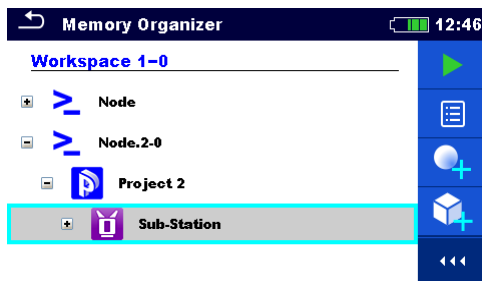 Memory Organizer 12:46
Workspace 1-0
Node
Node.2-0
Project 2
Sub-Station